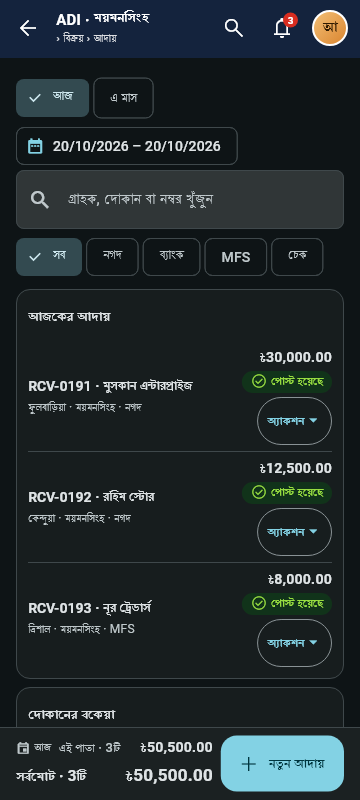 ADI · ময়মনসিংহ
› বিক্রয় › আদায়
3
আ
আজ
এ মাস
20/10/2026 – 20/10/2026
গ্রাহক, দোকান বা নম্বর খুঁজুন
সব
নগদ
ব্যাংক
MFS
চেক
আজকের আদায়
৳30,000.00
পোস্ট হয়েছে
RCV-0191 · মুসকান এন্টারপ্রাইজ
ফুলবাড়িয়া · ময়মনসিংহ · নগদ
অ্যাকশন
৳12,500.00
পোস্ট হয়েছে
RCV-0192 · রহিম স্টোর
কেন্দুয়া · ময়মনসিংহ · নগদ
অ্যাকশন
৳8,000.00
পোস্ট হয়েছে
RCV-0193 · নূর ট্রেডার্স
ত্রিশাল · ময়মনসিংহ · MFS
অ্যাকশন
দোকানের বকেয়া
আজ এই পাতা · 3টি ৳50,500.00
সর্বমোট · 3টি ৳50,500.00
নতুন আদায়